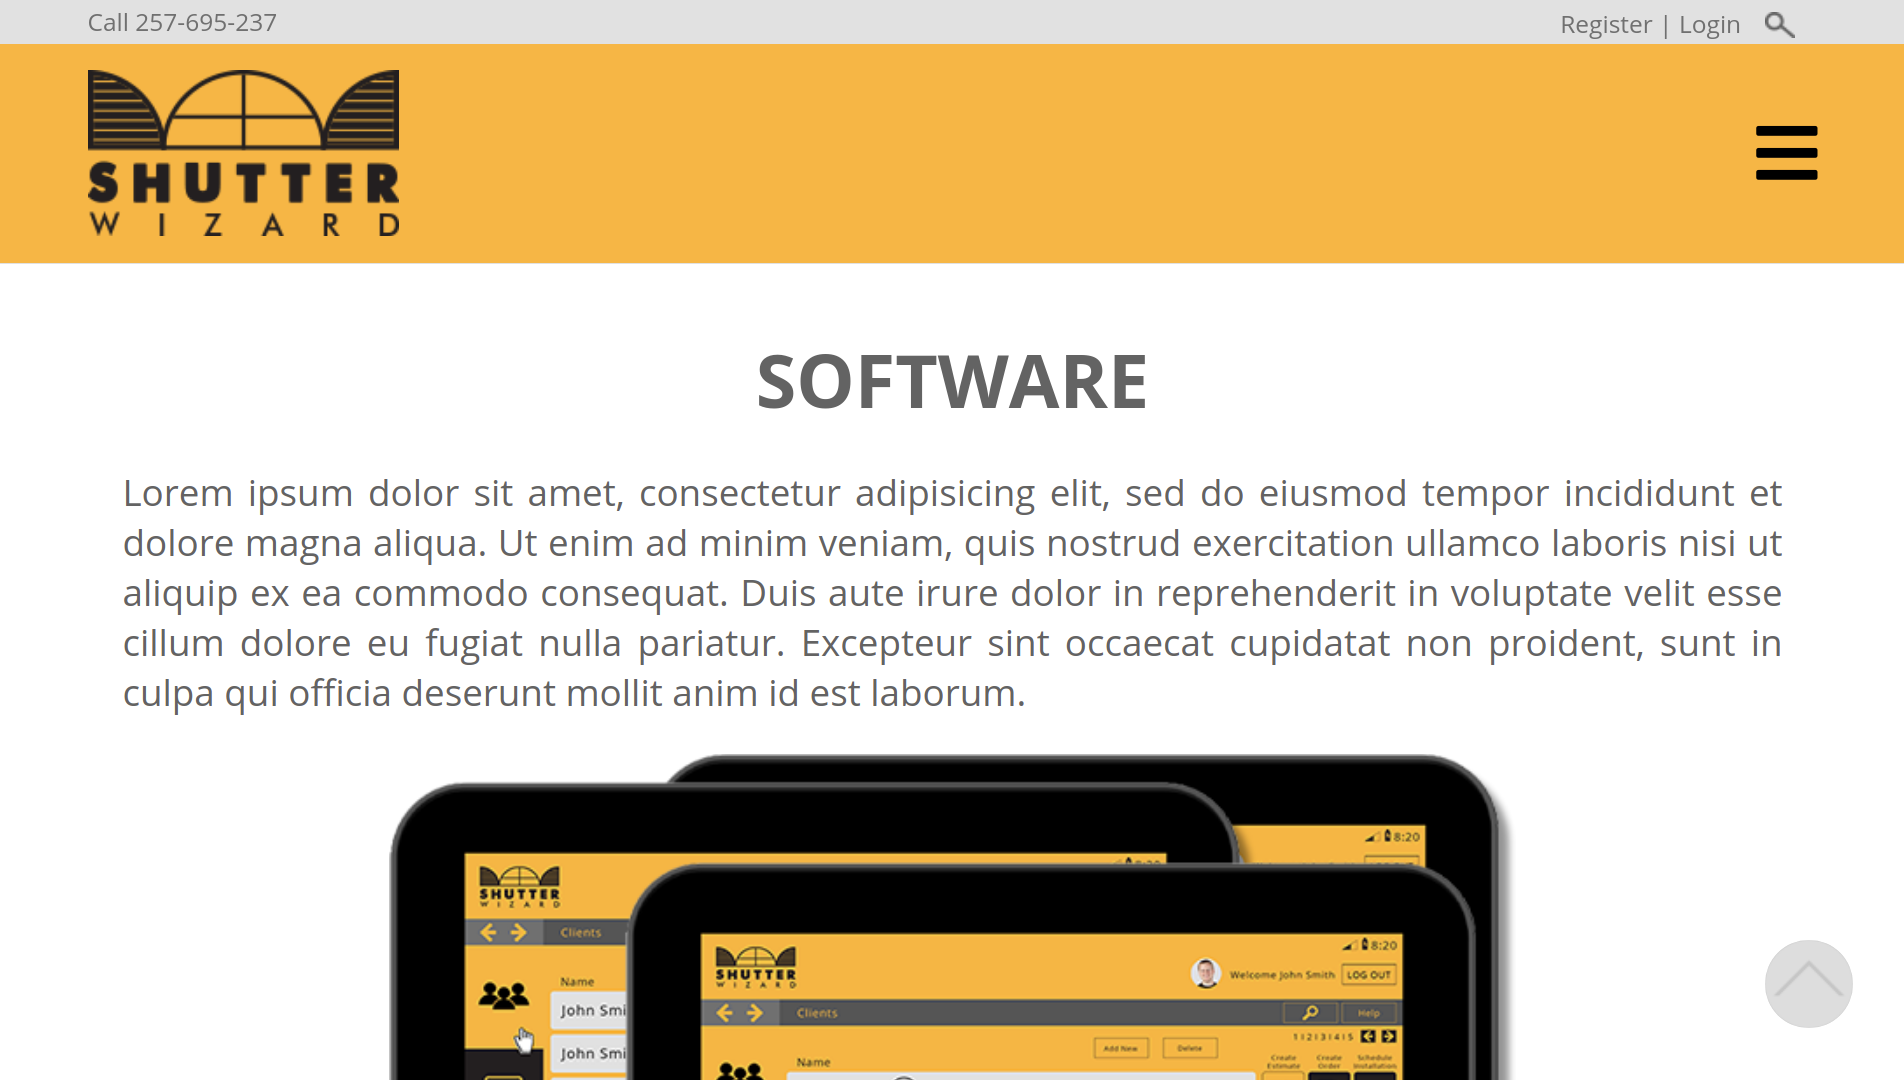 Call 257-695-237
Register | Login
SHUTTER
WIZARD
SOFTWARE
Lorem ipsum dolor sit amet, consectetur adipisicing elit, sed do eiusmod tempor incididunt et
dolore magna aliqua. Ut enim ad minim veniam, quis nostrud exercitation ullamco laboris nisi ut
aliquip ex ea commodo consequat. Duis aute irure dolor in reprehenderit in voluptate velit esse
cillum dolore eu fugiat nulla pariatur. Excepteur sint occaecat cupidatat non proident, sunt in
culpa qui officia deserunt mollit anim id est laborum.
8:20
SHUTTER
WIZARD
Clients
Name
John Smi
John Smi
8:20
SHUTTER
WIZARD
Welcome John Smith
LOG OUT
Clients
Help
1|2|3|4|5
Add New
Delete
Name
Create
Estimate
Create
Order
Schedule
Installation